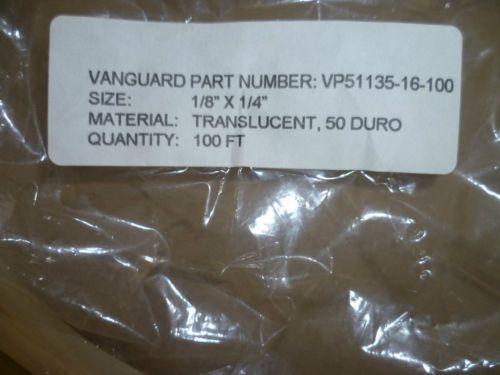 VANGUARD PART NUMBER: VP51135-16-100
SIZE: 1/8" X 1/4"
MATERIAL: TRANSLUCENT, 50 DURO
QUANTITY: 100 FT